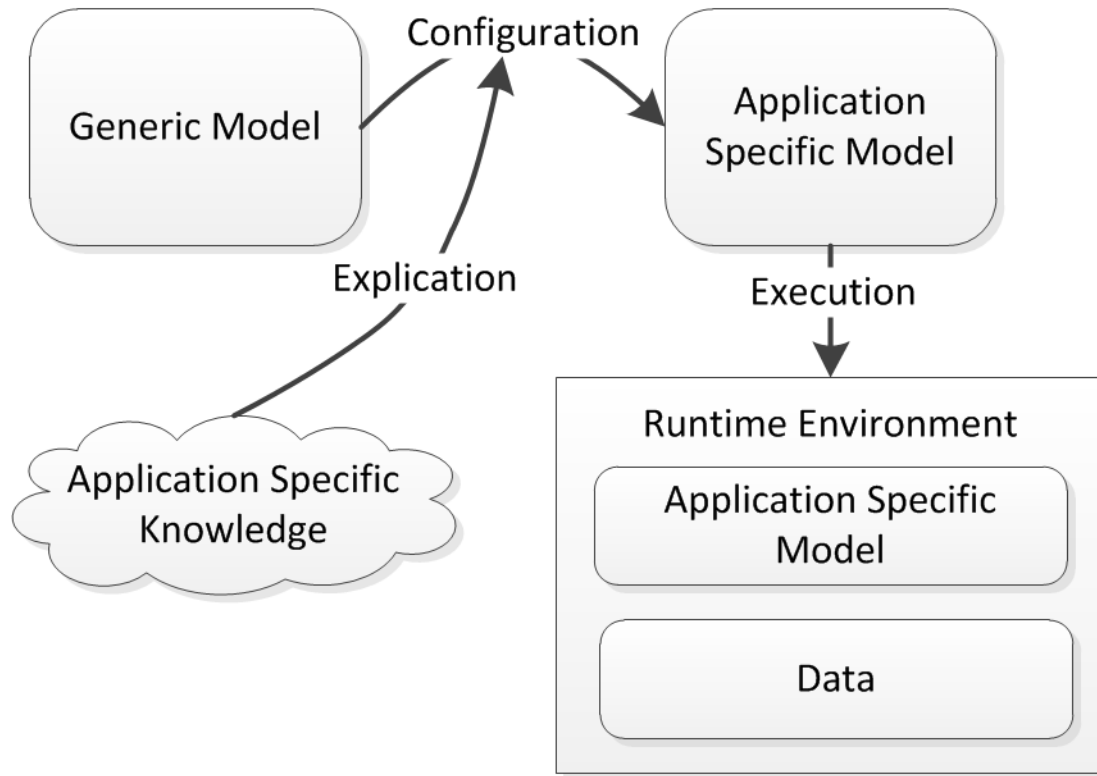 Configuration
Generic Model
Application
Specific Model
Explication
Execution
Application Specific
Knowledge
Runtime Environment
Application Specific
Model
Data